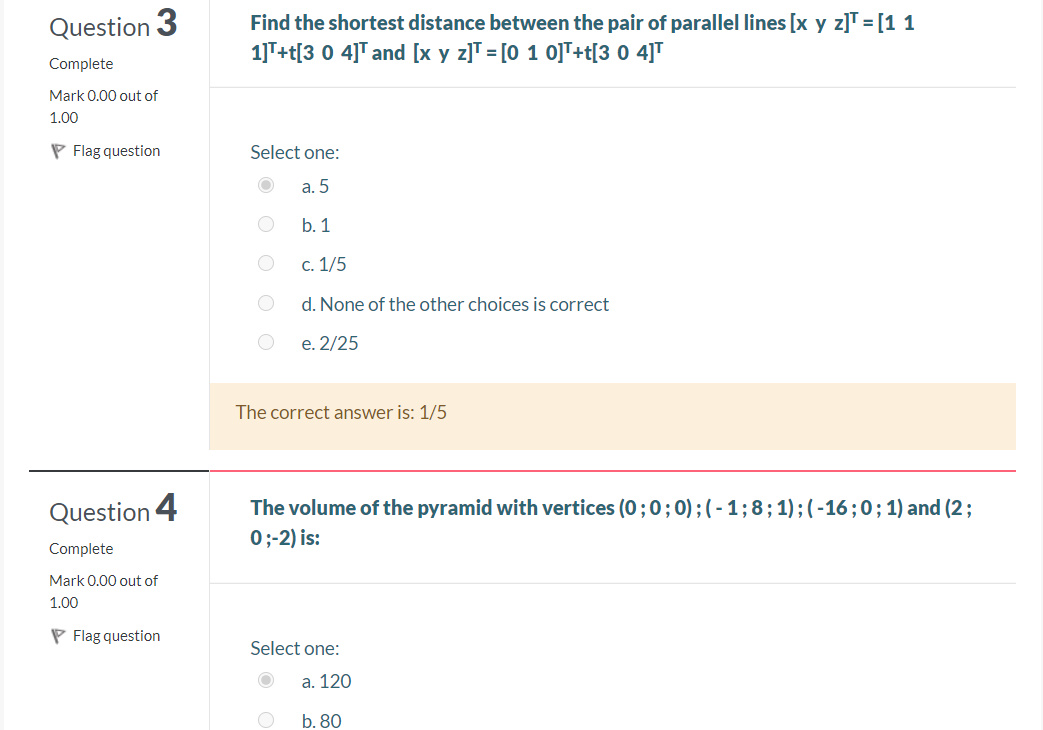 Question 3
Complete
Mark 0.00 out of
1.00
Flag question
Find the shortest distance between the pair of parallel lines [x y z]ᵀ = [1 1
1]ᵀ+t[3 0 4]ᵀ and [x y z]ᵀ = [0 1 0]ᵀ+t[3 0 4]ᵀ
Select one:
a. 5
b. 1
c. 1/5
d. None of the other choices is correct
e. 2/25
The correct answer is: 1/5
Question 4
Complete
Mark 0.00 out of
1.00
Flag question
The volume of the pyramid with vertices (0 ; 0 ; 0) ; ( - 1 ; 8 ; 1) ; ( -16 ; 0 ; 1) and (2 ;
0 ;-2) is:
Select one:
a. 120
b. 80